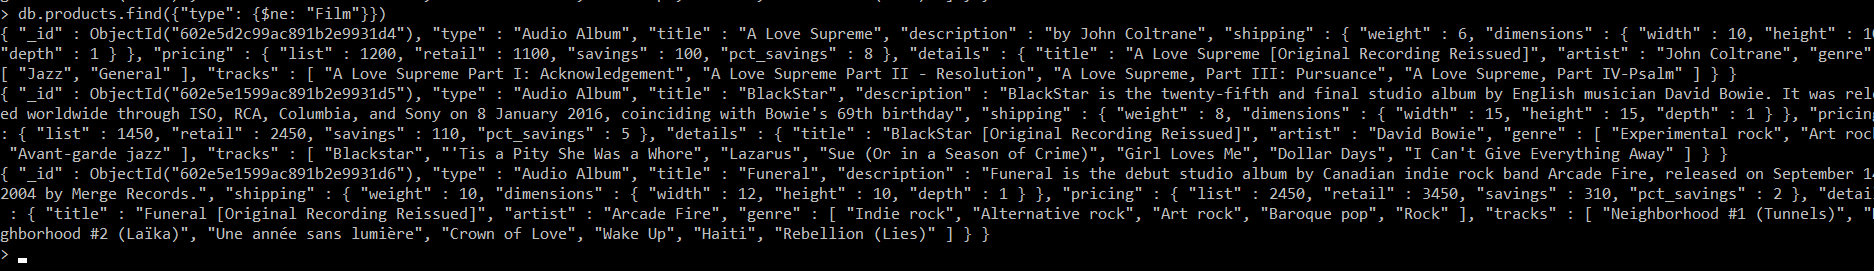 > db.products.find({"type": {$ne: "Film"}})
{ "_id" : ObjectId("602e5d2c99ac891b2e9931d4"), "type" : "Audio Album", "title" : "A Love Supreme", "description" : "by John Coltrane", "shipping" : { "weight" : 6, "dimensions" : { "width" : 10, "height" : 10
"depth" : 1 } }, "pricing" : { "list" : 1200, "retail" : 1100, "savings" : 100, "pct_savings" : 8 }, "details" : { "title" : "A Love Supreme [Original Recording Reissued]", "artist" : "John Coltrane", "genre"
[ "Jazz", "General" ], "tracks" : [ "A Love Supreme Part I: Acknowledgement", "A Love Supreme Part II - Resolution", "A Love Supreme, Part III: Pursuance", "A Love Supreme, Part IV-Psalm" ] } }
{ "_id" : ObjectId("602e5e1599ac891b2e9931d5"), "type" : "Audio Album", "title" : "BlackStar", "description" : "BlackStar is the twenty-fifth and final studio album by English musician David Bowie. It was rel
ed worldwide through ISO, RCA, Columbia, and Sony on 8 January 2016, coinciding with Bowie's 69th birthday", "shipping" : { "weight" : 8, "dimensions" : { "width" : 15, "height" : 15, "depth" : 1 } }, "pricing
: { "list" : 1450, "retail" : 2450, "savings" : 110, "pct_savings" : 5 }, "details" : { "title" : "BlackStar [Original Recording Reissued]", "artist" : "David Bowie", "genre" : [ "Experimental rock", "Art rock
"Avant-garde jazz" ], "tracks" : [ "Blackstar", "'Tis a Pity She Was a Whore", "Lazarus", "Sue (Or in a Season of Crime)", "Girl Loves Me", "Dollar Days", "I Can't Give Everything Away" ] } }
{ "_id" : ObjectId("602e5e1599ac891b2e9931d6"), "type" : "Audio Album", "title" : "Funeral", "description" : "Funeral is the debut studio album by Canadian indie rock band Arcade Fire, released on September 14
2004 by Merge Records.", "shipping" : { "weight" : 10, "dimensions" : { "width" : 12, "height" : 10, "depth" : 1 } }, "pricing" : { "list" : 2450, "retail" : 3450, "savings" : 310, "pct_savings" : 2 }, "detai
: { "title" : "Funeral [Original Recording Reissued]", "artist" : "Arcade Fire", "genre" : [ "Indie rock", "Alternative rock", "Art rock", "Baroque pop", "Rock" ], "tracks" : [ "Neighborhood #1 (Tunnels)",
ghborhood #2 (Laïka)", "Une année sans lumière", "Crown of Love", "Wake Up", "Haiti", "Rebellion (Lies)" ] } }
>